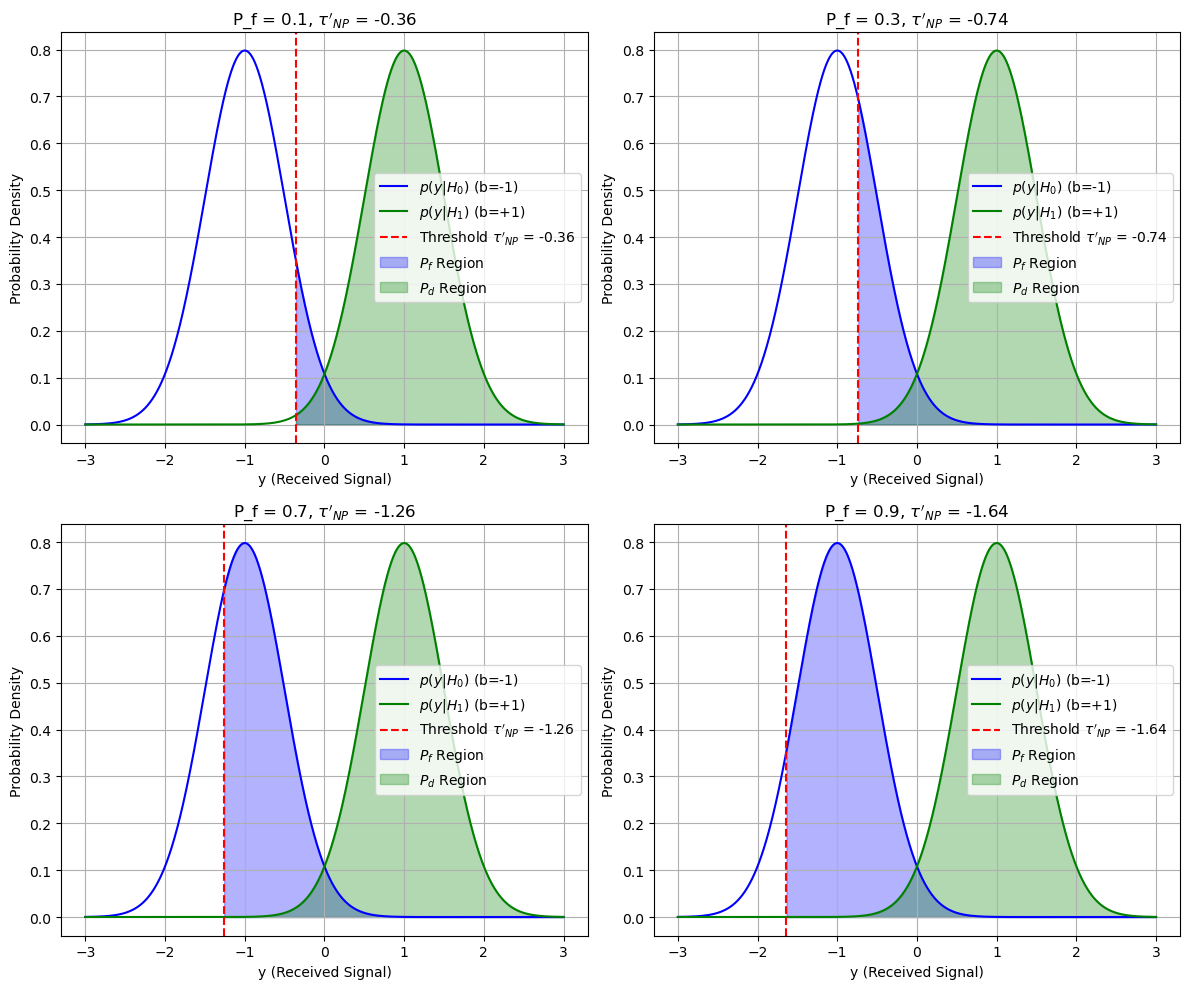 P_f = 0.1, τ′_NP = -0.36
0.8
0.7
0.6
0.5
0.4
0.3
0.2
0.1
0.0
Probability Density
p(y|H₀) (b=-1)
p(y|H₁) (b=+1)
Threshold τ′_NP = -0.36
P_f Region
P_d Region
−3 −2 −1 0 1 2 3
y (Received Signal)
P_f = 0.3, τ′_NP = -0.74
0.8
0.7
0.6
0.5
0.4
0.3
0.2
0.1
0.0
Probability Density
p(y|H₀) (b=-1)
p(y|H₁) (b=+1)
Threshold τ′_NP = -0.74
P_f Region
P_d Region
−3 −2 −1 0 1 2 3
y (Received Signal)
P_f = 0.7, τ′_NP = -1.26
0.8
0.7
0.6
0.5
0.4
0.3
0.2
0.1
0.0
Probability Density
p(y|H₀) (b=-1)
p(y|H₁) (b=+1)
Threshold τ′_NP = -1.26
P_f Region
P_d Region
−3 −2 −1 0 1 2 3
y (Received Signal)
P_f = 0.9, τ′_NP = -1.64
0.8
0.7
0.6
0.5
0.4
0.3
0.2
0.1
0.0
Probability Density
p(y|H₀) (b=-1)
p(y|H₁) (b=+1)
Threshold τ′_NP = -1.64
P_f Region
P_d Region
−3 −2 −1 0 1 2 3
y (Received Signal)